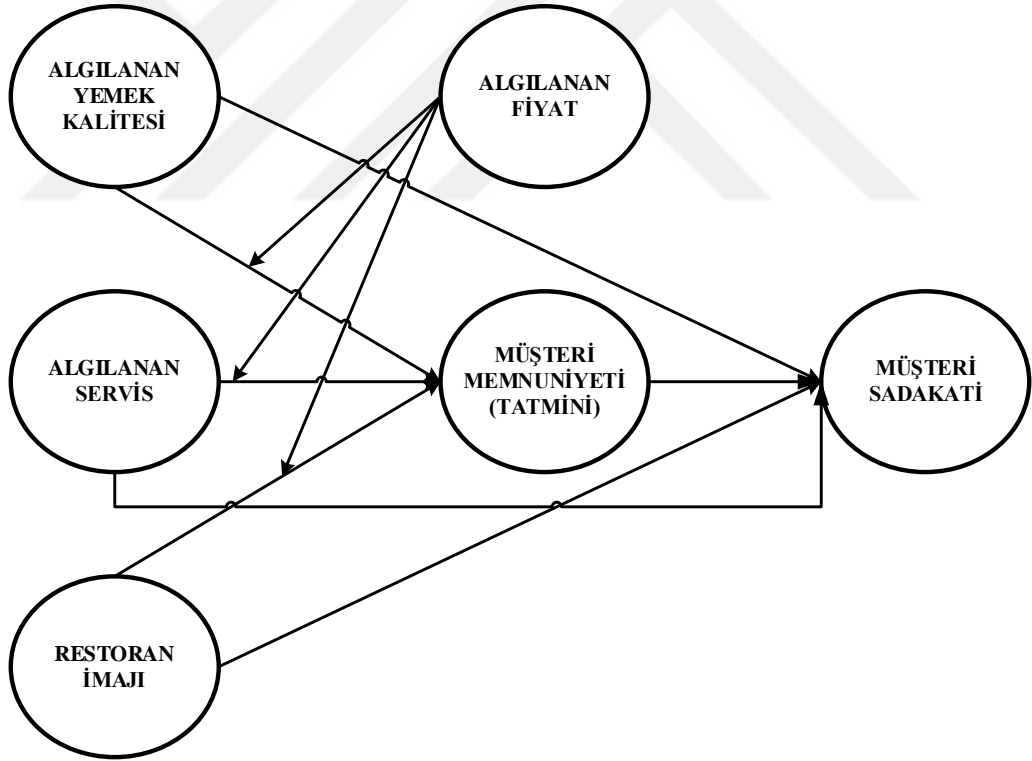 ALGILANAN
YEMEK
KALİTESİ
ALGILANAN
FİYAT
ALGILANAN
SERVİS
MÜŞTERİ
MEMNUNİYETİ
(TATMİNİ)
MÜŞTERİ
SADAKATİ
RESTORAN
İMAJI